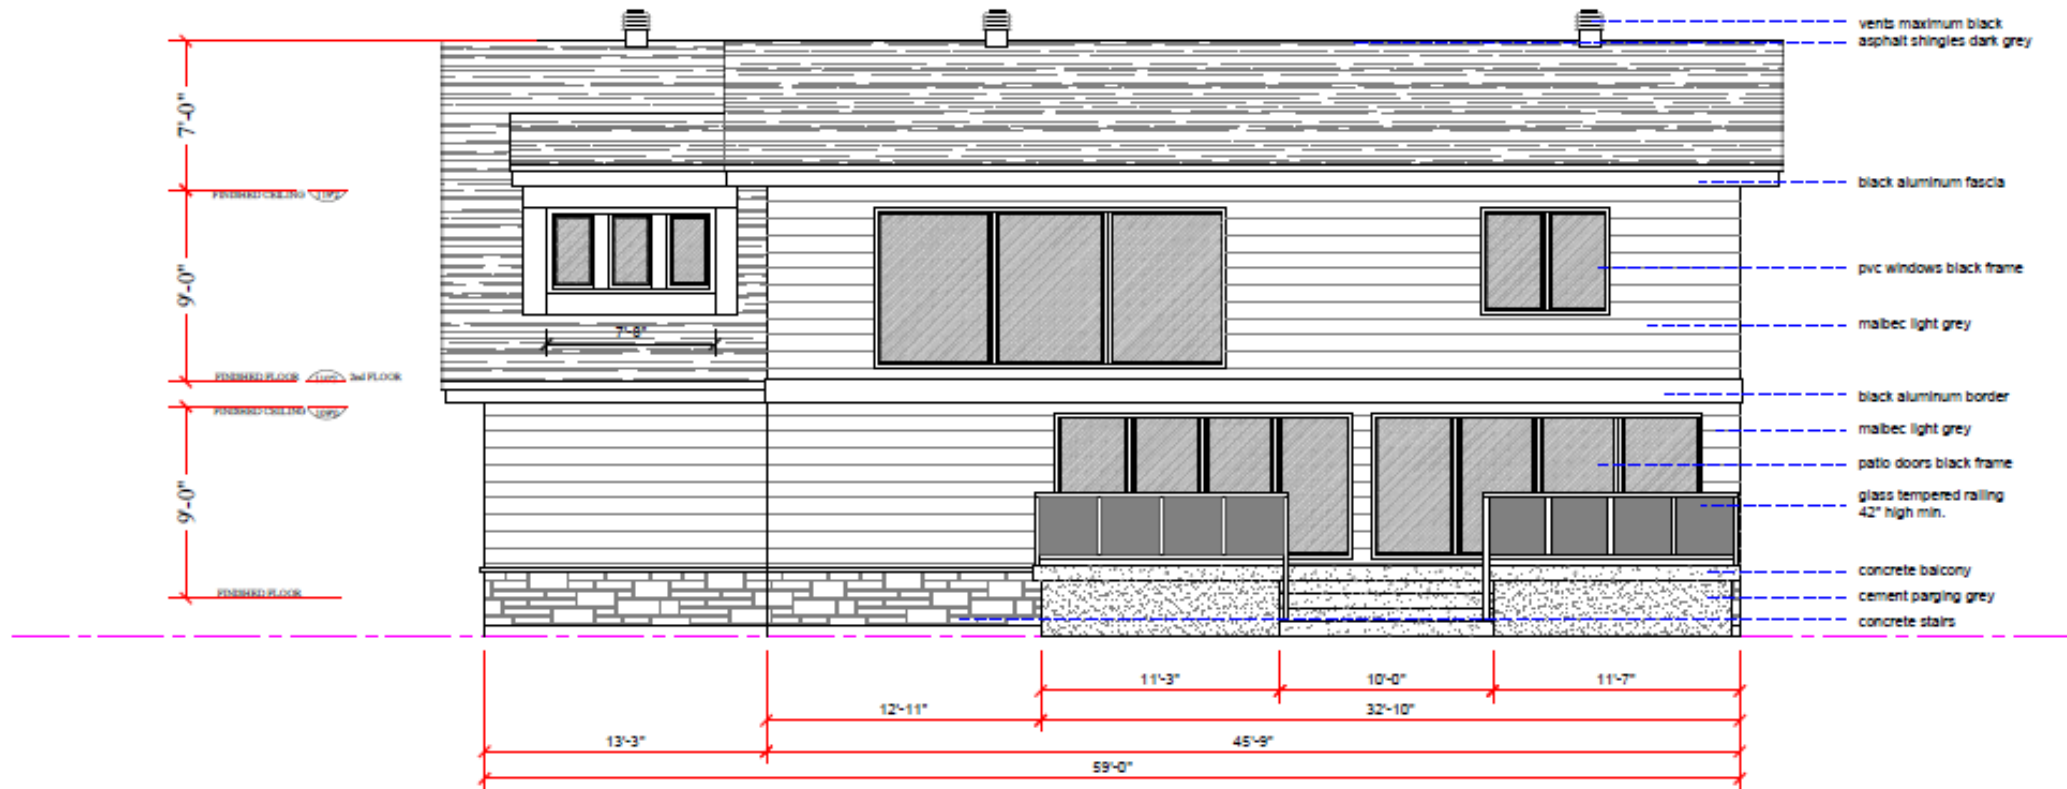 vents maximum black
asphalt shingles dark grey
7'-0"
black aluminum fascia
FINISHED CEILING
pvc windows black frame
9'-0"
maibec light grey
7'-8"
FINISHED FLOOR 2nd FLOOR
black aluminum border
FINISHED CEILING
maibec light grey
patio doors black frame
9'-0"
glass tempered railing
42" high min.
concrete balcony
FINISHED FLOOR
cement parging grey
concrete stairs
11'-3" 10'-0" 11'-7"
12'-11" 32'-10"
13'-3" 45'-9"
59'-0"